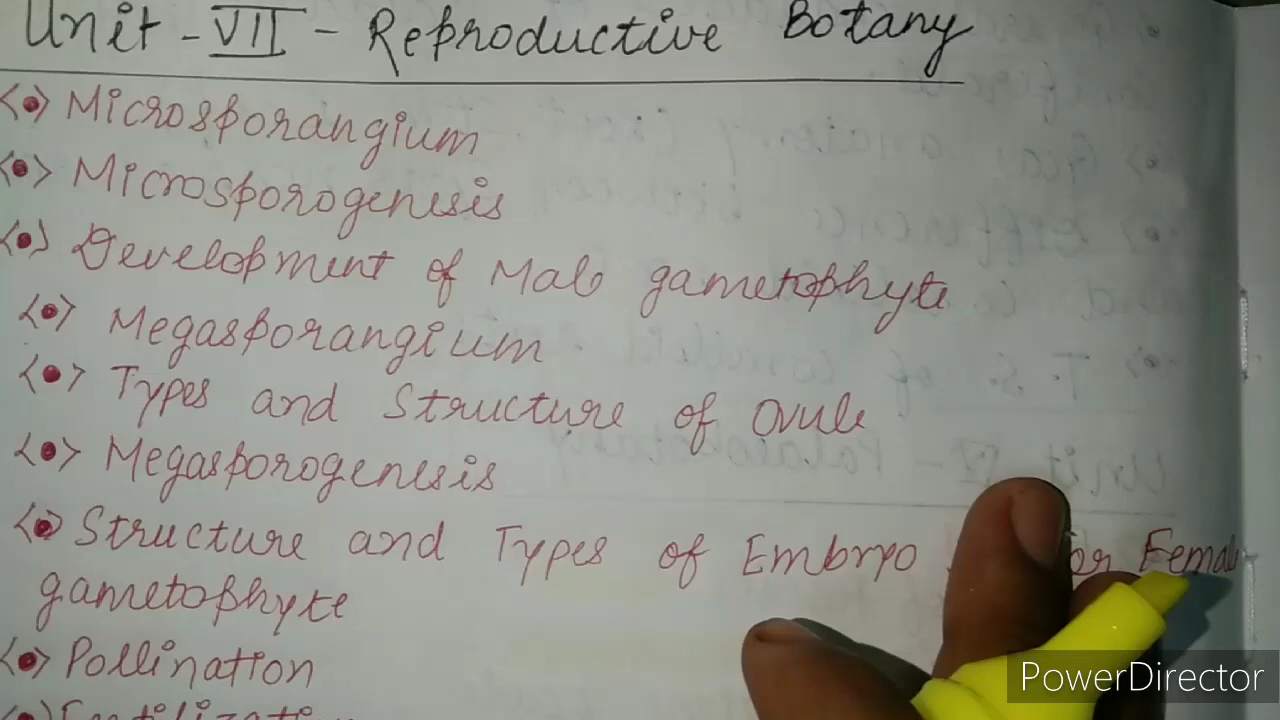 Unit - VII - Reproductive Botany
<•> Microsporangium
<•> Microsporogenesis
<•> Development of Male gametophyte
<•> Megasporangium
<•> Types and Structure of Ovule
<•> Megasporogenesis
<•> Structure and Types of Embryo or Female
gametophyte
<•> Pollination
PowerDirector